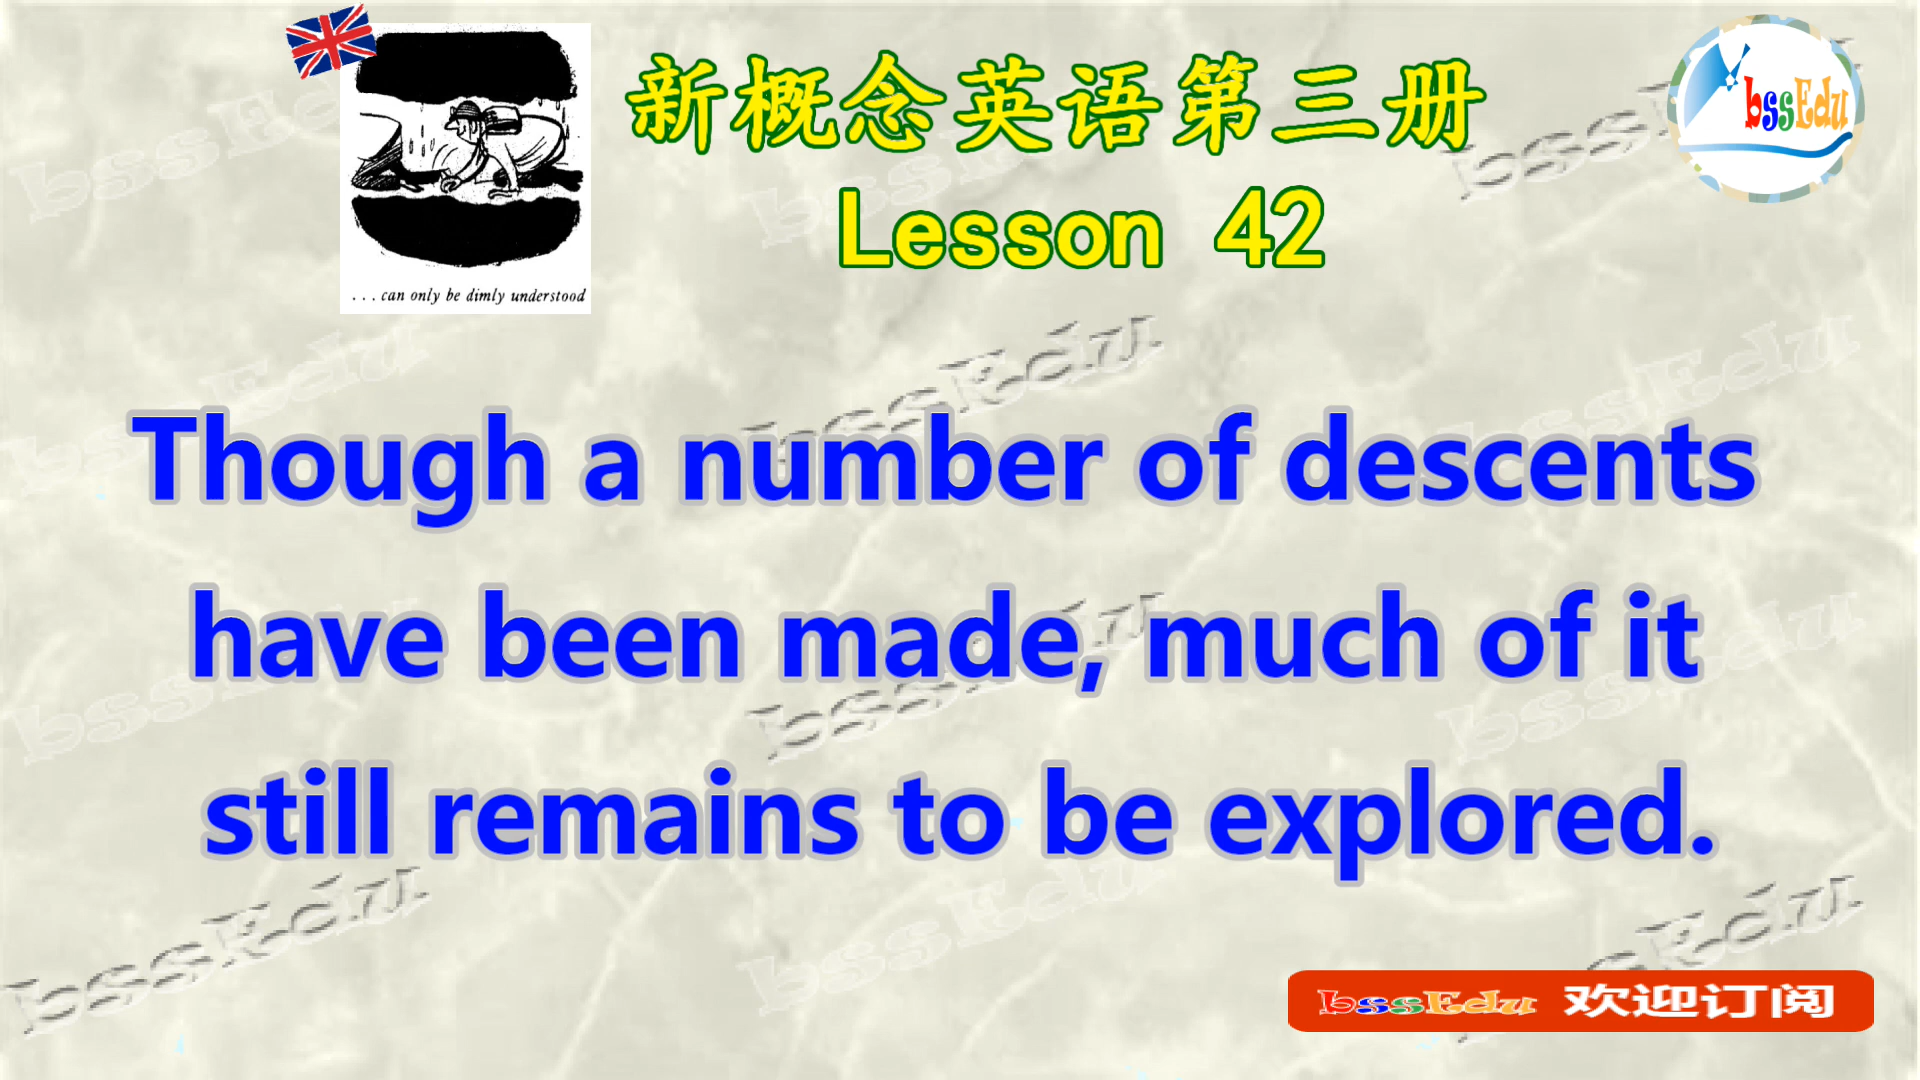 新概念英语第三册
bssEdu
Lesson 42
...can only be dimly understood
Though a number of descents
have been made, much of it
still remains to be explored.
bssEdu 欢迎订阅